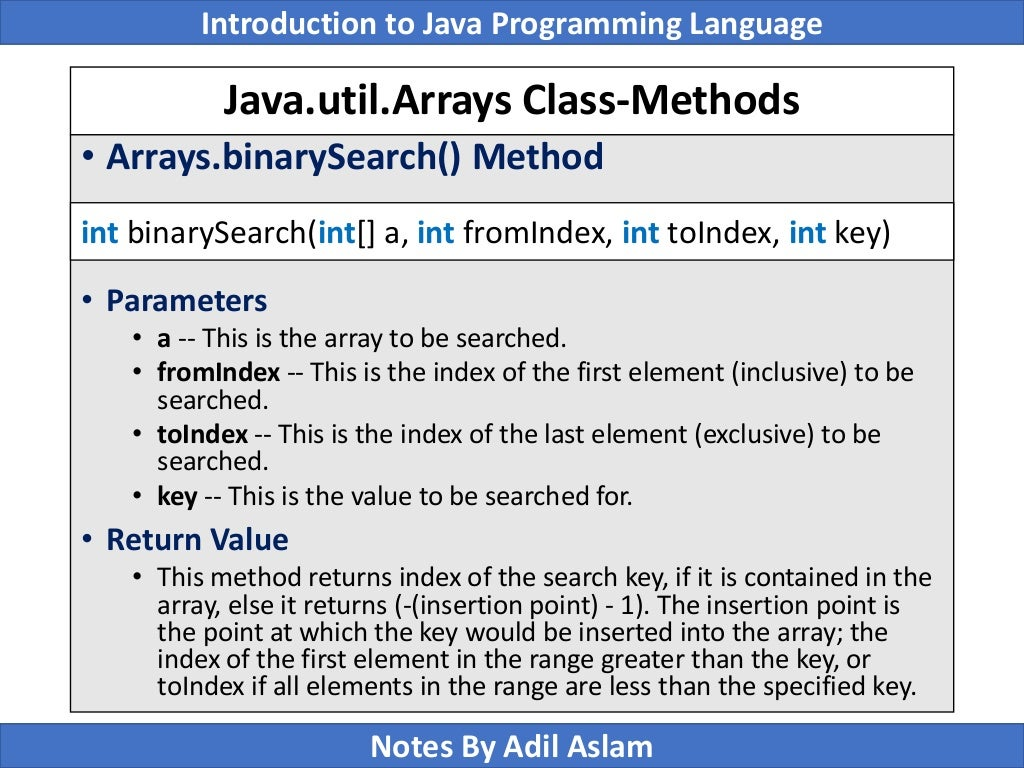 Introduction to Java Programming Language
Java.util.Arrays Class-Methods
• Arrays.binarySearch() Method
int binarySearch(int[] a, int fromIndex, int toIndex, int key)
• Parameters
• a -- This is the array to be searched.
• fromIndex -- This is the index of the first element (inclusive) to be
searched.
• toIndex -- This is the index of the last element (exclusive) to be
searched.
• key -- This is the value to be searched for.
• Return Value
• This method returns index of the search key, if it is contained in the
array, else it returns (-(insertion point) - 1). The insertion point is
the point at which the key would be inserted into the array; the
index of the first element in the range greater than the key, or
toIndex if all elements in the range are less than the specified key.
Notes By Adil Aslam